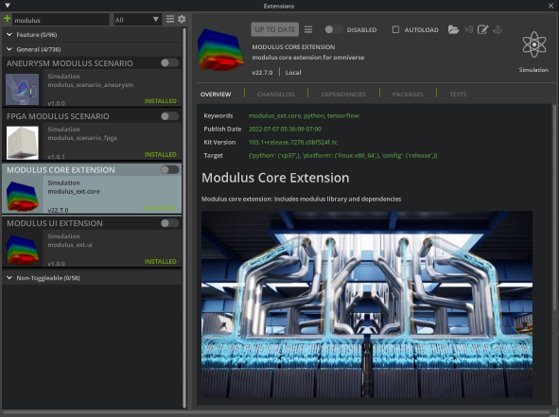 Extensions
modulus
All
Feature (0/96)
General (4/736)
ANEURYSM MODULUS SCENARIO
Simulation
modulus_scenario_aneurysm
v1.0.0
INSTALLED
FPGA MODULUS SCENARIO
Simulation
modulus_scenario_fpga
v1.0.1
INSTALLED
MODULUS CORE EXTENSION
Simulation
modulus_ext.core
v22.7.0
INSTALLED
MODULUS UI EXTENSION
Simulation
modulus_ext.ui
v1.0.0
INSTALLED
Non-Toggleable (0/58)
UP TO DATE
DISABLED
AUTOLOAD
MODULUS CORE EXTENSION
modulus core extension for omniverse
v22.7.0 Local
Simulation
OVERVIEW CHANGELOG DEPENDENCIES PACKAGES TESTS
Keywords modulus_ext.core, python, tensorflow
Publish Date 2022-07-07 05:36:09-07:00
Kit Version 103.1+release.7278.c0bf524f.tc
Target {'python': ('cp37',), 'platform': ('linux-x86_64',), 'config': ('release',)}
Modulus Core Extension
Modulus core extension: Includes modulus library and dependencies